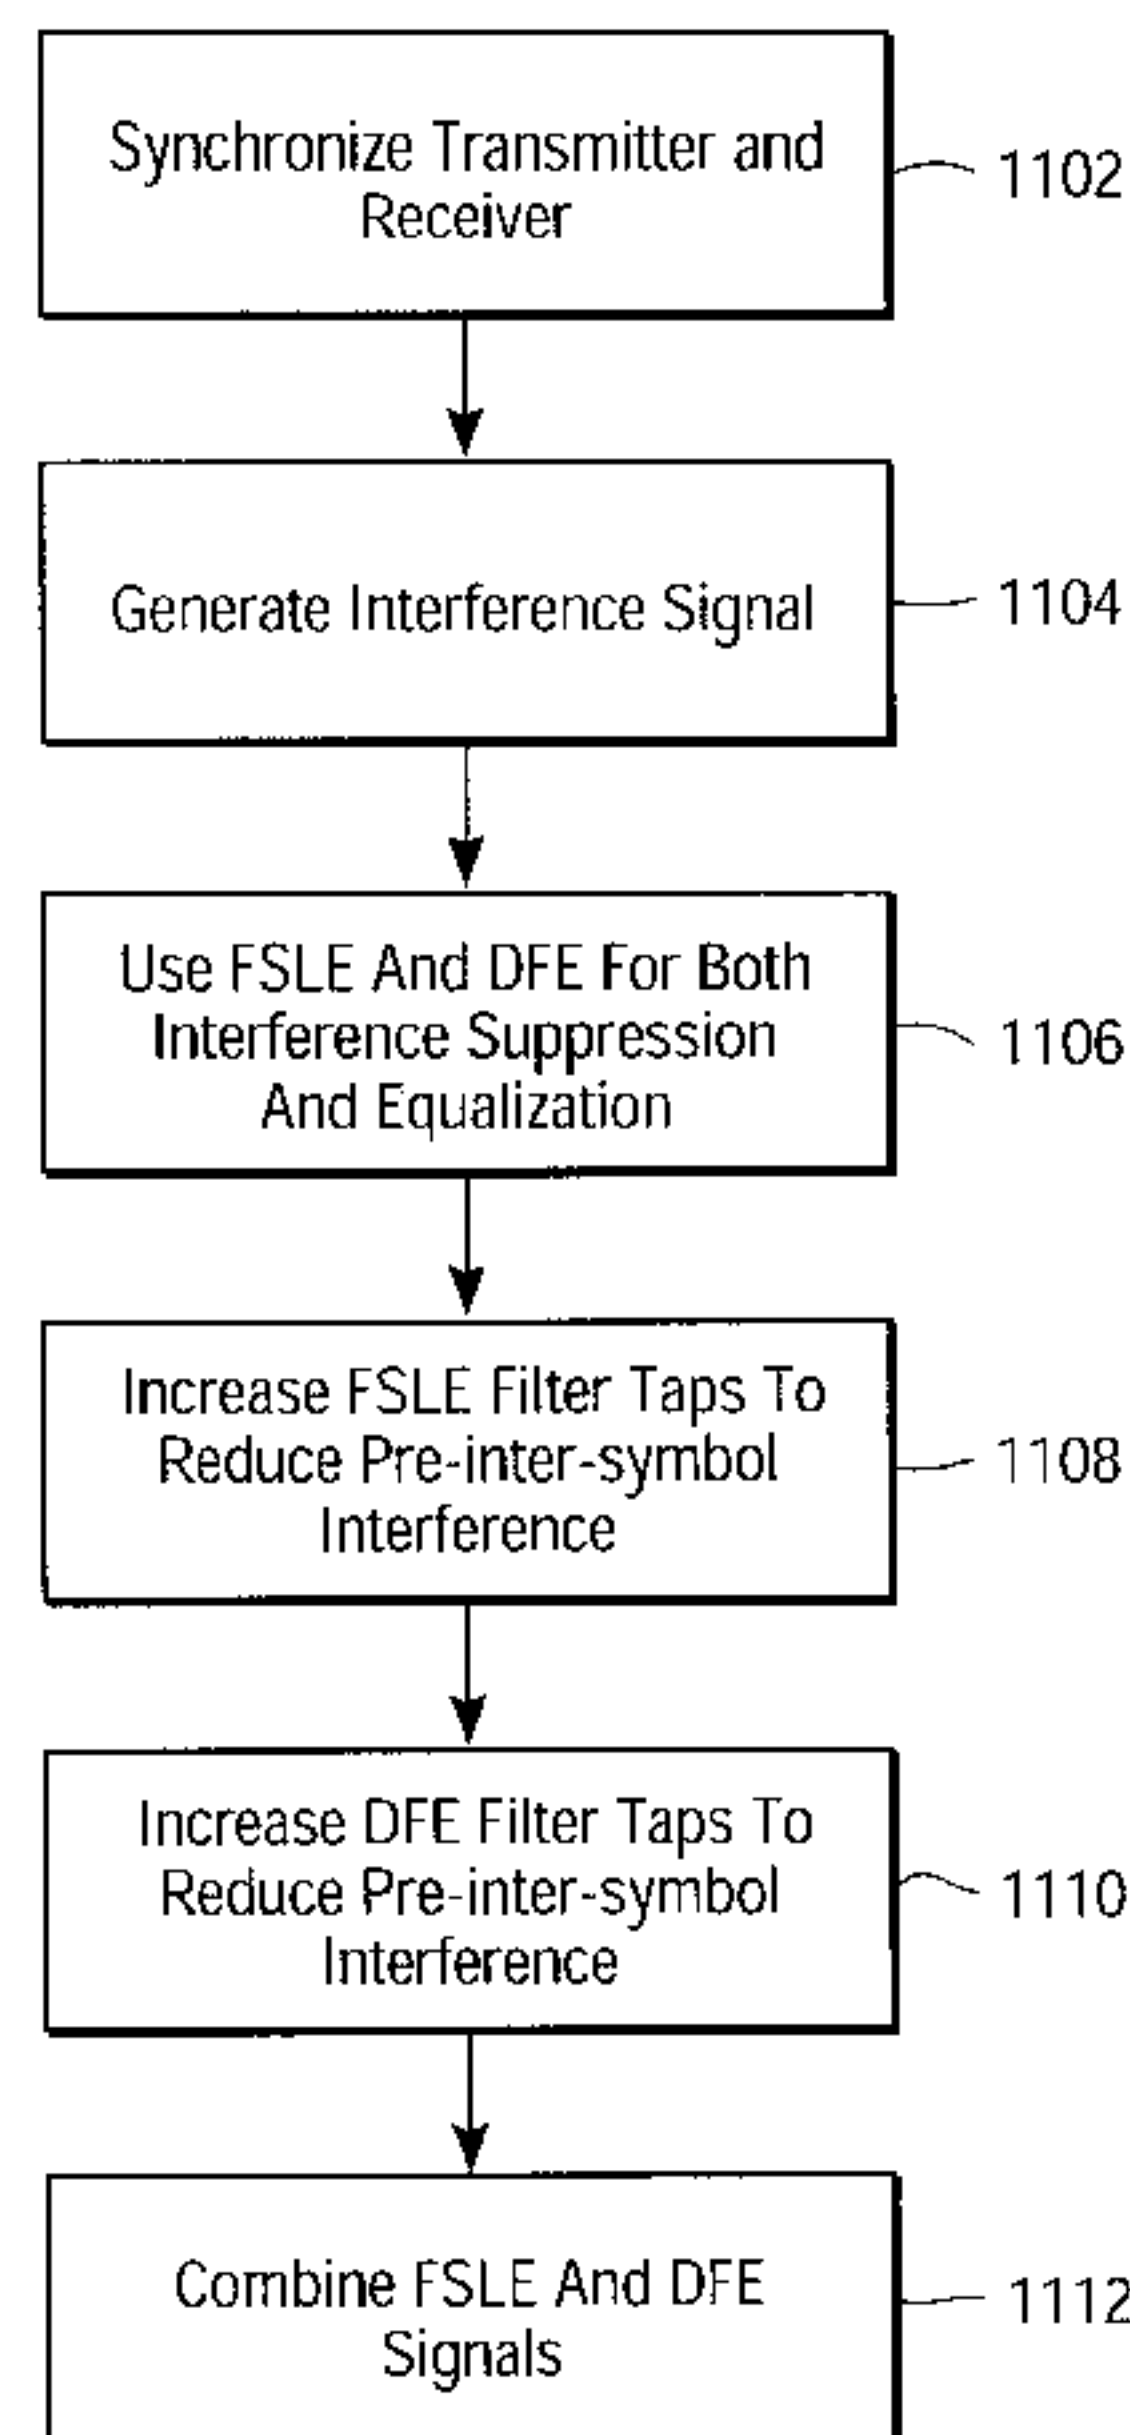 Synchronize Transmitter and
Receiver
1102
Generate Interference Signal
1104
Use FSLE And DFE For Both
Interference Suppression
And Equalization
1106
Increase FSLE Filter Taps To
Reduce Pre-inter-symbol
Interference
1108
Increase DFE Filter Taps To
Reduce Pre-inter-symbol
Interference
1110
Combine FSLE And DFE
Signals
1112